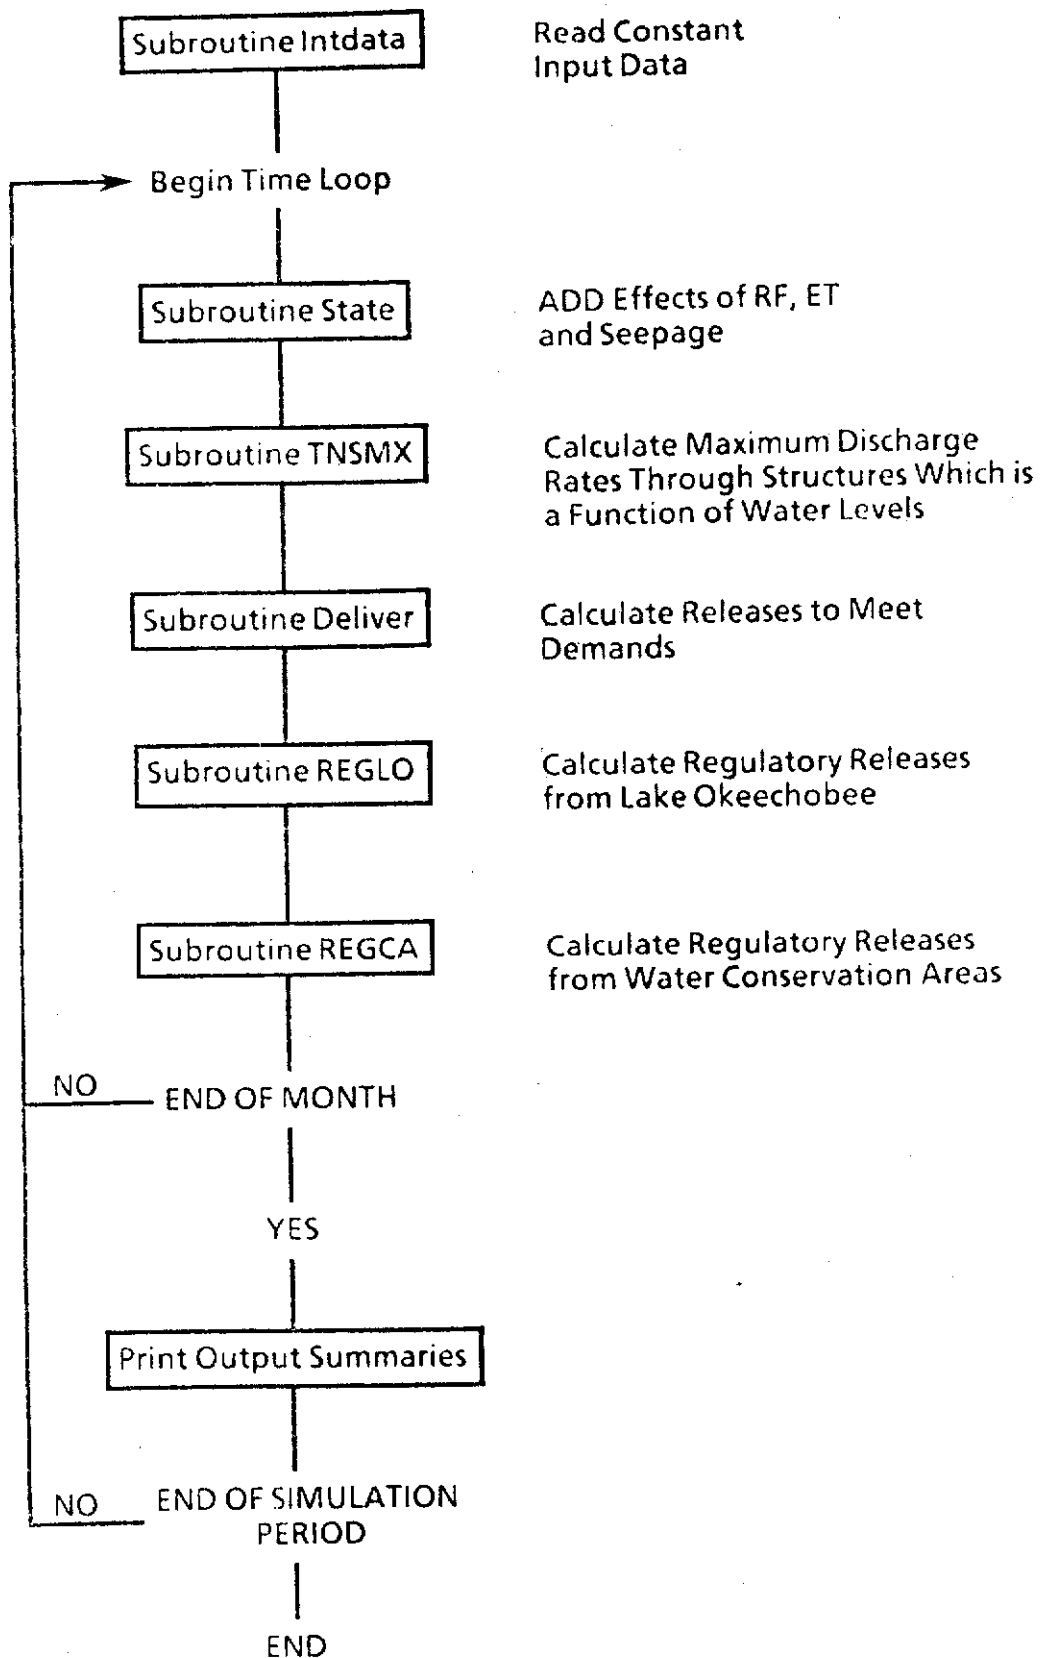 Subroutine Intdata
Read Constant
Input Data
Begin Time Loop
Subroutine State
ADD Effects of RF, ET
and Seepage
Subroutine TNSMX
Calculate Maximum Discharge
Rates Through Structures Which is
a Function of Water Levels
Subroutine Deliver
Calculate Releases to Meet
Demands
Subroutine REGLO
Calculate Regulatory Releases
from Lake Okeechobee
Subroutine REGCA
Calculate Regulatory Releases
from Water Conservation Areas
NO
END OF MONTH
YES
Print Output Summaries
NO
END OF SIMULATION
PERIOD
END